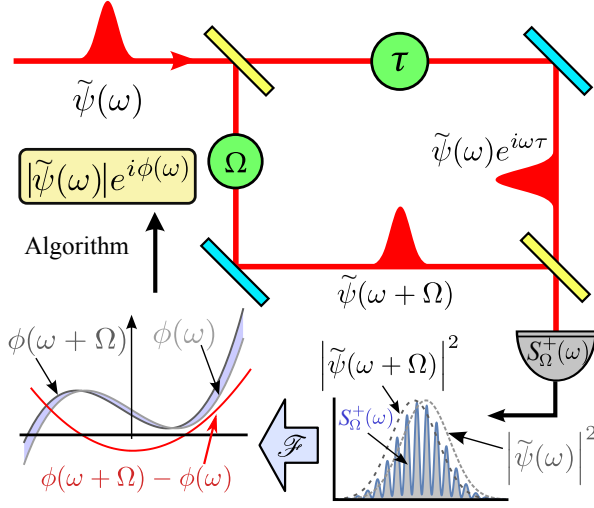 τ
ψ̃(ω)
Ω
ψ̃(ω)e^{iωτ}
|ψ̃(ω)|e^{iϕ(ω)}
Algorithm
ψ̃(ω + Ω)
S_Ω^+(ω)
ϕ(ω + Ω)
ϕ(ω)
|ψ̃(ω + Ω)|^2
S_Ω^+(ω)
ℱ
|ψ̃(ω)|^2
ϕ(ω + Ω) − ϕ(ω)